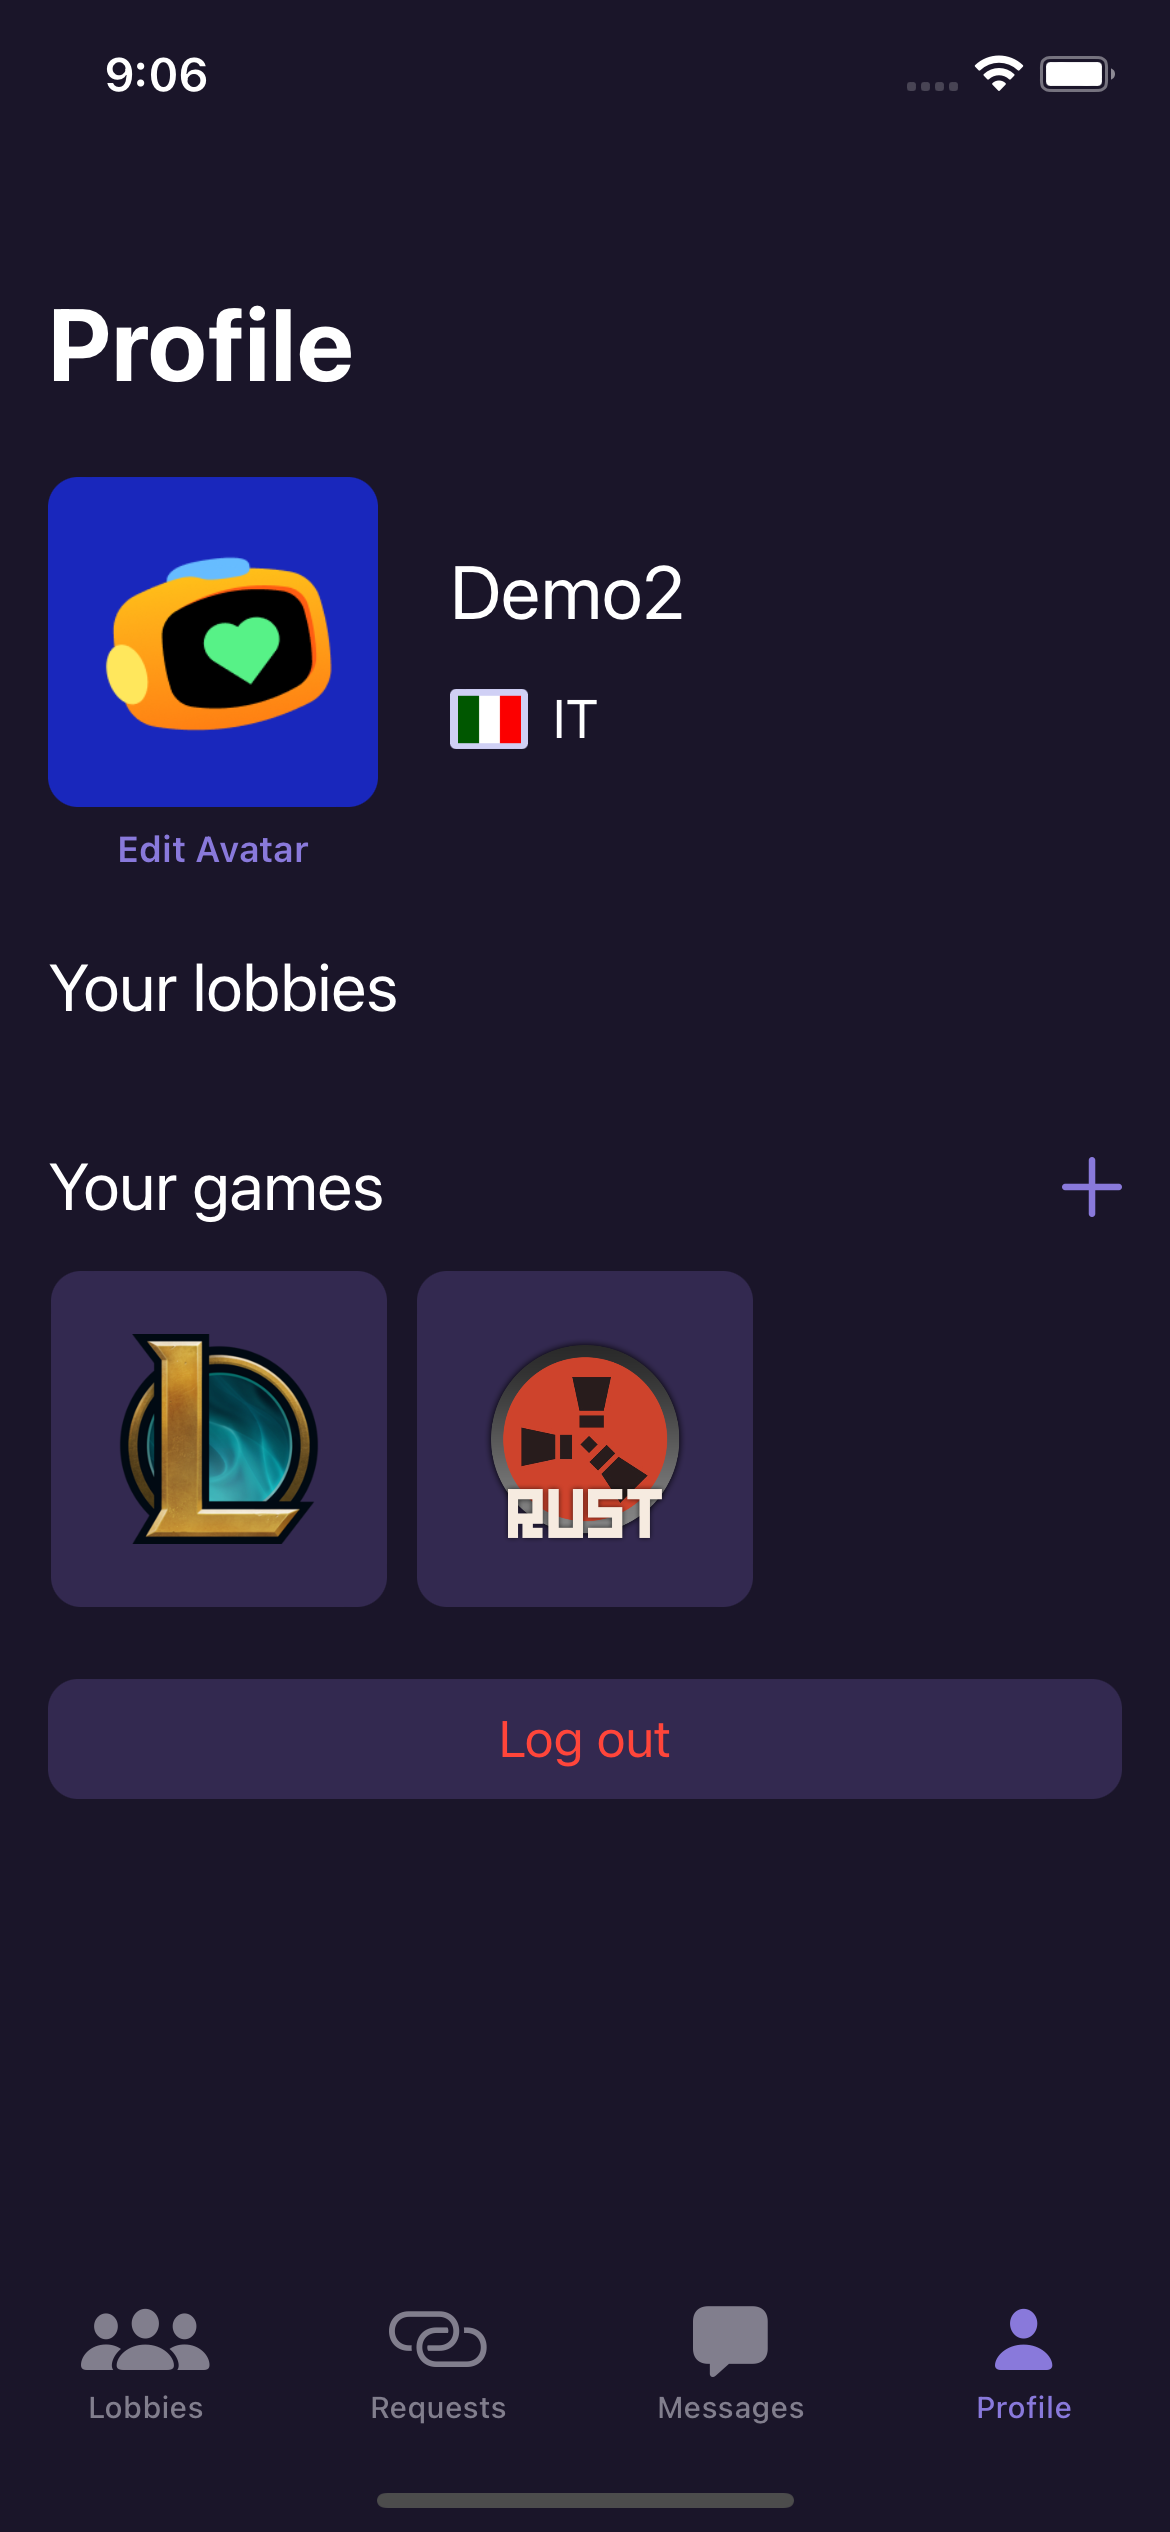 9:06
Profile
Demo2
IT
Edit Avatar
Your lobbies
Your games
RUST
Log out
Lobbies
Requests
Messages
Profile